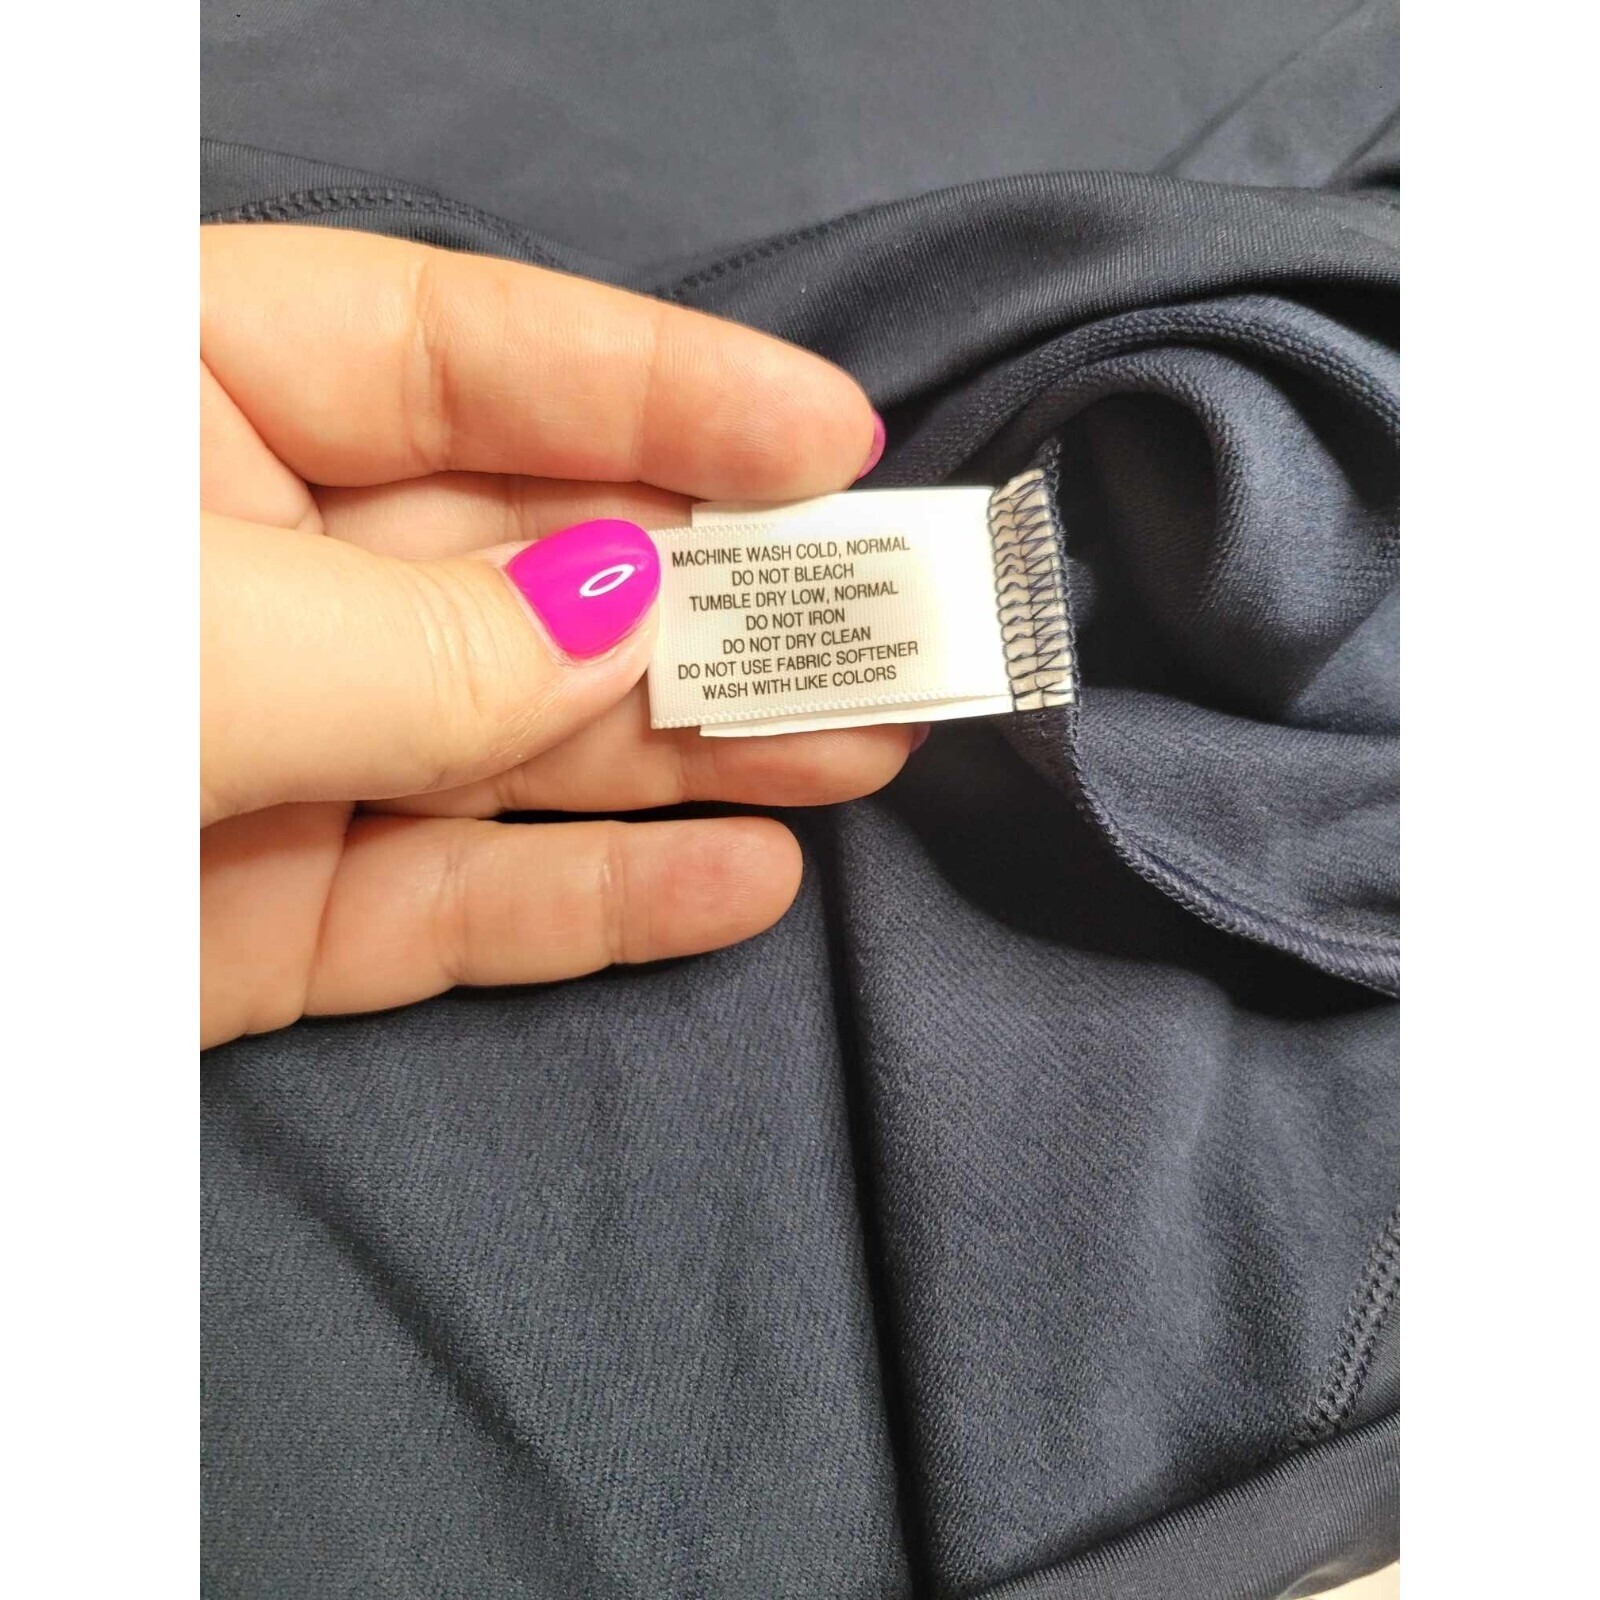 MACHINE WASH COLD, NORMAL
DO NOT BLEACH
TUMBLE DRY LOW, NORMAL
DO NOT IRON
DO NOT DRY CLEAN
DO NOT USE FABRIC SOFTENER
WASH WITH LIKE COLORS